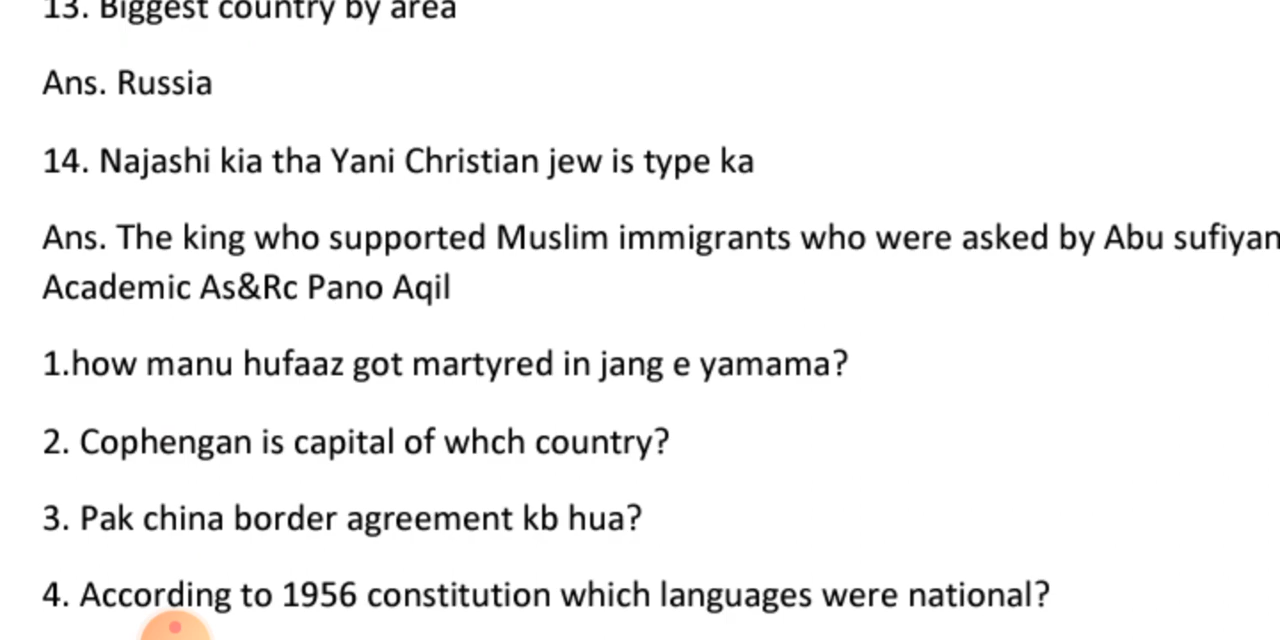 13. Biggest country by area
Ans. Russia
14. Najashi kia tha Yani Christian jew is type ka
Ans. The king who supported Muslim immigrants who were asked by Abu sufiyan
Academic As&Rc Pano Aqil
1.how manu hufaaz got martyred in jang e yamama?
2. Cophengan is capital of whch country?
3. Pak china border agreement kb hua?
4. According to 1956 constitution which languages were national?